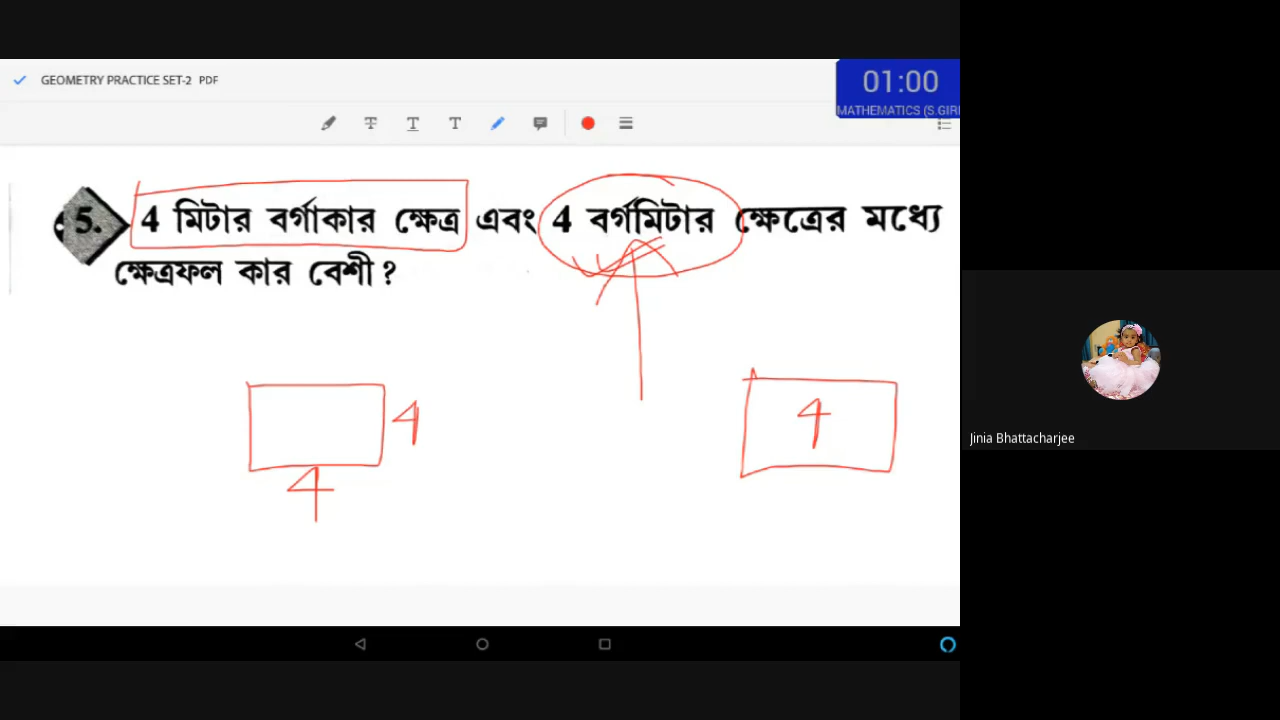 GEOMETRY PRACTICE SET-2 PDF
01:00
MATHEMATICS (S.GIRI
T T T
5. 4 মিটার বর্গাকার ক্ষেত্র এবং 4 বর্গমিটার ক্ষেত্রের মধ্যে
ক্ষেত্রফল কার বেশী ?
4
4
4
Jinia Bhattacharjee